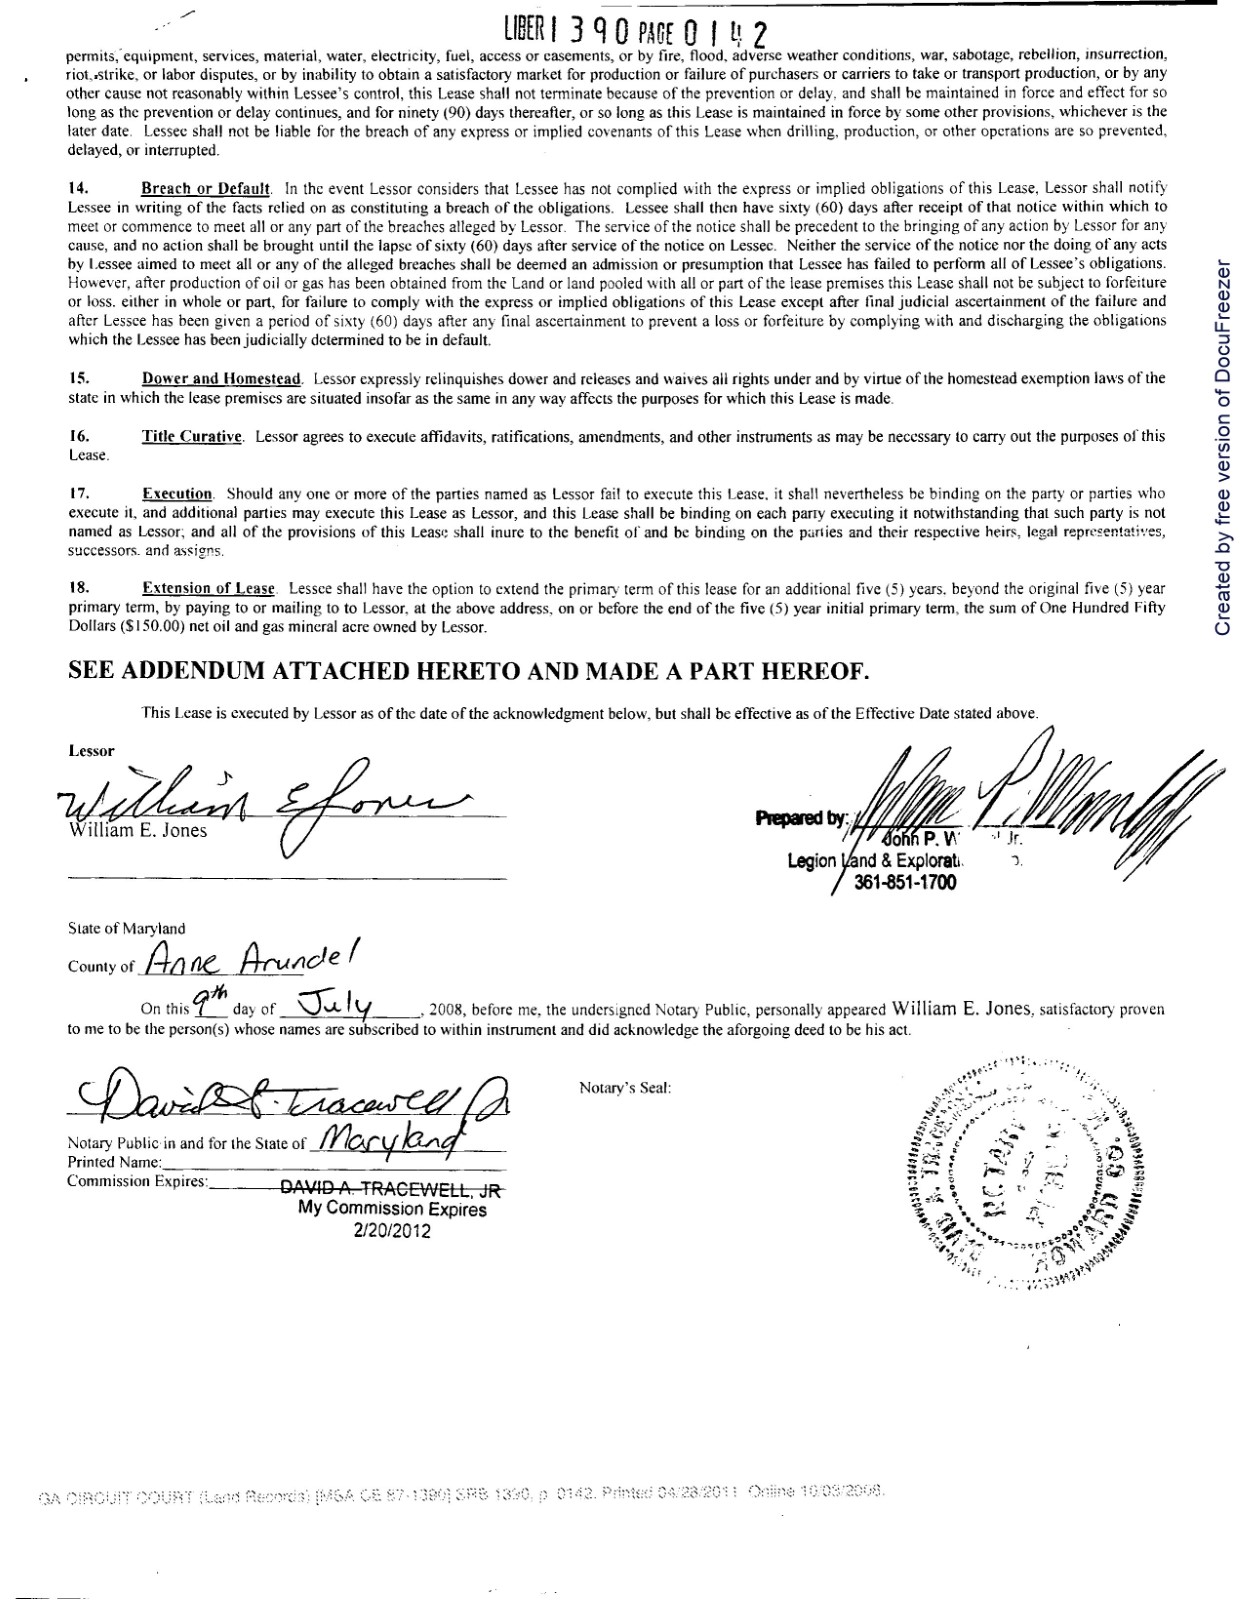 LIBER 1390 PAGE 0142
permits, equipment, services, material, water, electricity, fuel, access or easements, or by fire, flood, adverse weather conditions, war, sabotage, rebellion, insurrection,
riot, strike, or labor disputes, or by inability to obtain a satisfactory market for production or failure of purchasers or carriers to take or transport production, or by any
other cause not reasonably within Lessee's control, this Lease shall not terminate because of the prevention or delay, and shall be maintained in force and effect for so
long as the prevention or delay continues, and for ninety (90) days thereafter, or so long as this Lease is maintained in force by some other provisions, whichever is the
later date. Lessee shall not be liable for the breach of any express or implied covenants of this Lease when drilling, production, or other operations are so prevented,
delayed, or interrupted.
14. Breach or Default. In the event Lessor considers that Lessee has not complied with the express or implied obligations of this Lease, Lessor shall notify
Lessee in writing of the facts relied on as constituting a breach of the obligations. Lessee shall then have sixty (60) days after receipt of that notice within which to
meet or commence to meet all or any part of the breaches alleged by Lessor. The service of the notice shall be precedent to the bringing of any action by Lessor for any
cause, and no action shall be brought until the lapse of sixty (60) days after service of the notice on Lessee. Neither the service of the notice nor the doing of any acts
by Lessee aimed to meet all or any of the alleged breaches shall be deemed an admission or presumption that Lessee has failed to perform all of Lessee's obligations.
However, after production of oil or gas has been obtained from the Land or land pooled with all or part of the lease premises this Lease shall not be subject to forfeiture
or loss, either in whole or part, for failure to comply with the express or implied obligations of this Lease except after final judicial ascertainment of the failure and
after Lessee has been given a period of sixty (60) days after any final ascertainment to prevent a loss or forfeiture by complying with and discharging the obligations
which the Lessee has been judicially determined to be in default.
15. Dower and Homestead. Lessor expressly relinquishes dower and releases and waives all rights under and by virtue of the homestead exemption laws of the
state in which the lease premises are situated insofar as the same in any way affects the purposes for which this Lease is made.
16. Title Curative. Lessor agrees to execute affidavits, ratifications, amendments, and other instruments as may be necessary to carry out the purposes of this
Lease.
17. Execution. Should any one or more of the parties named as Lessor fail to execute this Lease, it shall nevertheless be binding on the party or parties who
execute it, and additional parties may execute this Lease as Lessor, and this Lease shall be binding on each party executing it notwithstanding that such party is not
named as Lessor; and all of the provisions of this Lease shall inure to the benefit of and be binding on the parties and their respective heirs, legal representatives,
successors. and assigns.
18. Extension of Lease. Lessee shall have the option to extend the primary term of this lease for an additional five (5) years, beyond the original five (5) year
primary term, by paying to or mailing to to Lessor, at the above address, on or before the end of the five (5) year initial primary term, the sum of One Hundred Fifty
Dollars ($150.00) net oil and gas mineral acre owned by Lessor.
SEE ADDENDUM ATTACHED HERETO AND MADE A PART HEREOF.
This Lease is executed by Lessor as of the date of the acknowledgment below, but shall be effective as of the Effective Date stated above.
Lessor
William E Jones
William E. Jones
Prepared by:
John P. W Jr.
Legion Land & Explorati
361-851-1700
State of Maryland
County of Anne Arundel
On this 9th day of July, 2008, before me, the undersigned Notary Public, personally appeared William E. Jones, satisfactory proven
to me to be the person(s) whose names are subscribed to within instrument and did acknowledge the aforgoing deed to be his act.
David A. Tracewell Jr
Notary's Seal:
Notary Public in and for the State of Maryland
Printed Name:
Commission Expires:
DAVID A. TRACEWELL, JR
My Commission Expires
2/20/2012
DAVID A. TRACEWELL JR.
NOTARY
PUBLIC
HOWARD CO.
GA CIRCUIT COURT (Land Records) [MSA CE 87-1390] SRB 1390, p. 0142. Printed 04/28/2011. Online 10/03/2008.
Created by free version of DocuFreezer